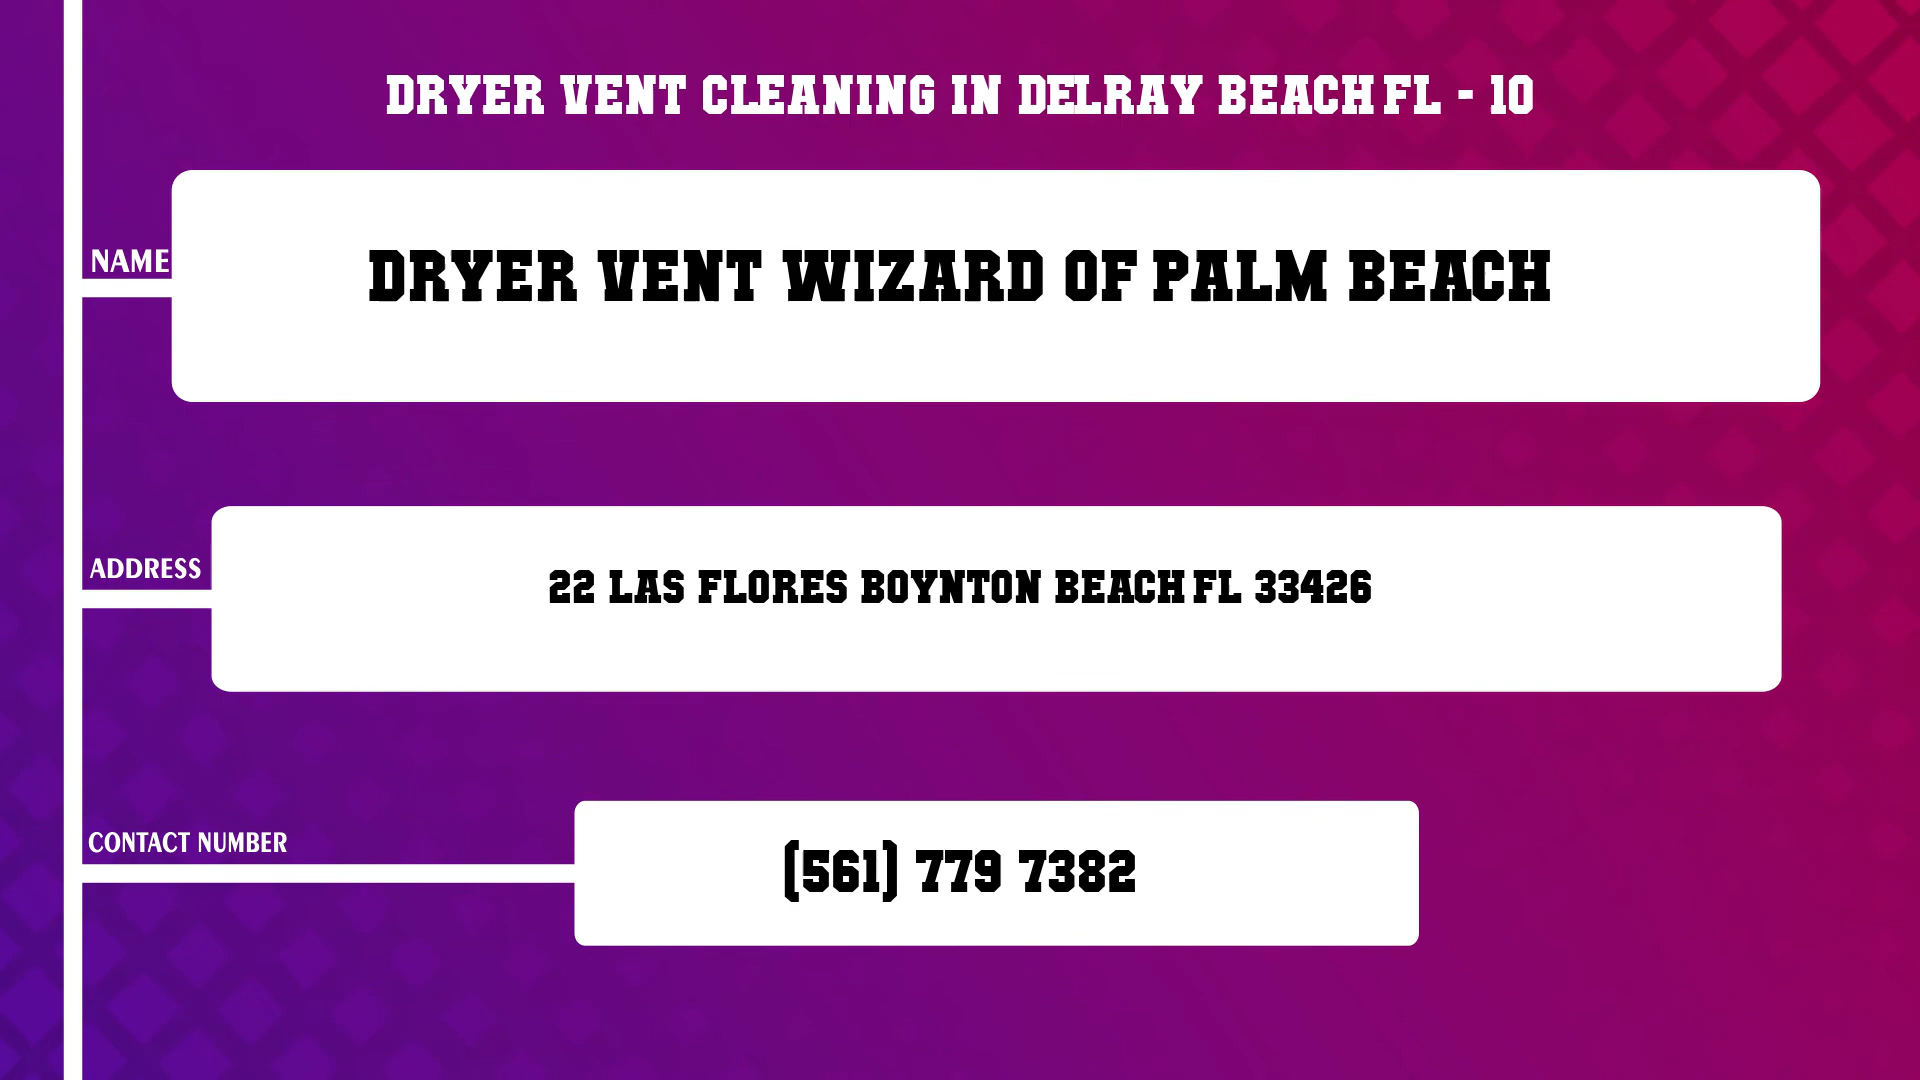 DRYER VENT CLEANING IN DELRAY BEACH FL - 10
NAME
DRYER VENT WIZARD OF PALM BEACH
ADDRESS
22 LAS FLORES BOYNTON BEACH FL 33426
CONTACT NUMBER
(561) 779 7382